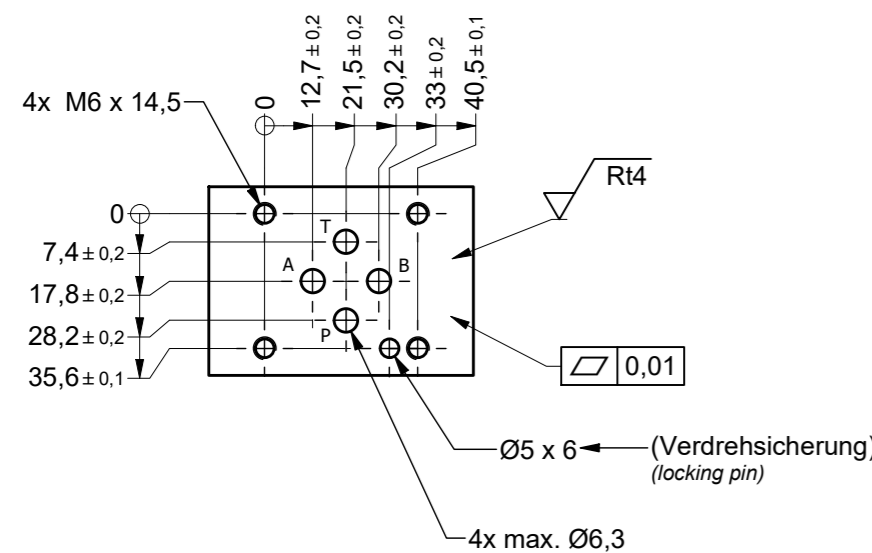 0
12,7 ± 0,2
21,5 ± 0,2
30,2 ± 0,2
33 ± 0,2
40,5 ± 0,1
4x M6 x 14,5
Rt4
0
7,4 ± 0,2
17,8 ± 0,2
28,2 ± 0,2
35,6 ± 0,1
T
A
B
P
0,01
Ø5 x 6
(Verdrehsicherung)
(locking pin)
4x max. Ø6,3